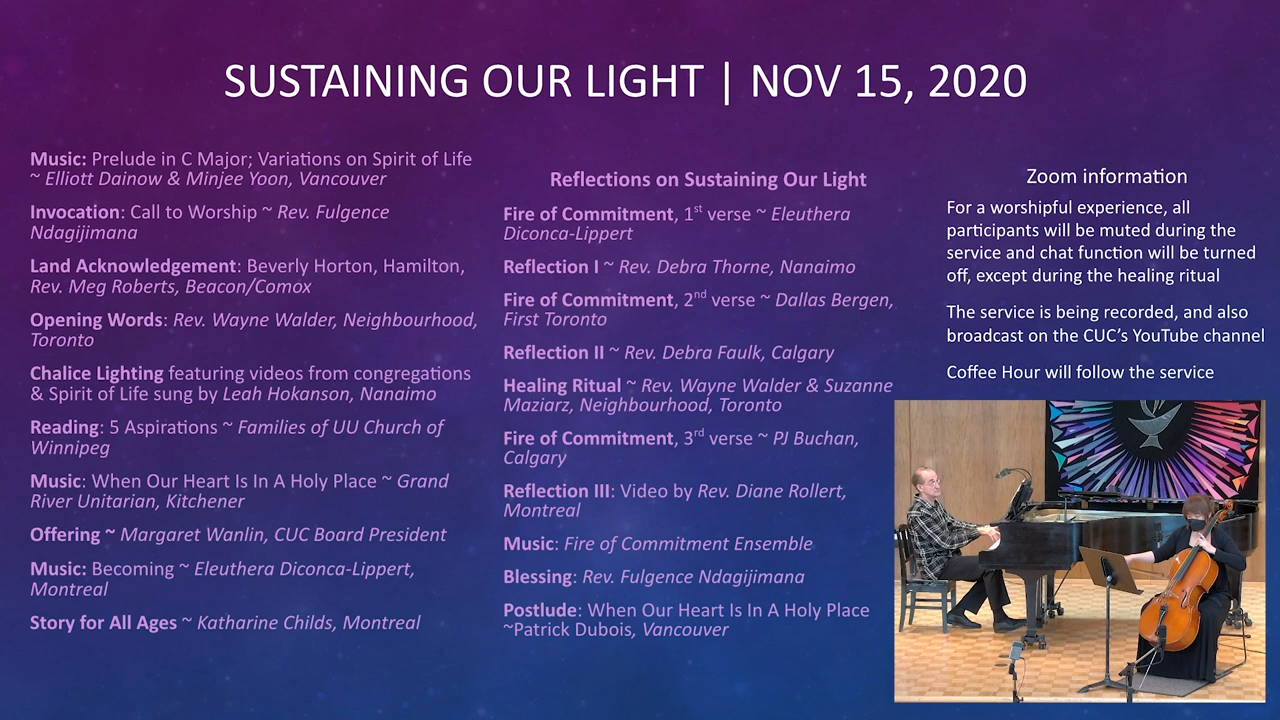 SUSTAINING OUR LIGHT | NOV 15, 2020
Music: Prelude in C Major; Variations on Spirit of Life
~ Elliott Dainow & Minjee Yoon, Vancouver
Invocation: Call to Worship ~ Rev. Fulgence
Ndagijimana
Land Acknowledgement: Beverly Horton, Hamilton,
Rev. Meg Roberts, Beacon/Comox
Opening Words: Rev. Wayne Walder, Neighbourhood,
Toronto
Chalice Lighting featuring videos from congregations
& Spirit of Life sung by Leah Hokanson, Nanaimo
Reading: 5 Aspirations ~ Families of UU Church of
Winnipeg
Music: When Our Heart Is In A Holy Place ~ Grand
River Unitarian, Kitchener
Offering ~ Margaret Wanlin, CUC Board President
Music: Becoming ~ Eleuthera Diconca-Lippert,
Montreal
Story for All Ages ~ Katharine Childs, Montreal
Reflections on Sustaining Our Light
Fire of Commitment, 1st verse ~ Eleuthera
Diconca-Lippert
Reflection I ~ Rev. Debra Thorne, Nanaimo
Fire of Commitment, 2nd verse ~ Dallas Bergen,
First Toronto
Reflection II ~ Rev. Debra Faulk, Calgary
Healing Ritual ~ Rev. Wayne Walder & Suzanne
Maziarz, Neighbourhood, Toronto
Fire of Commitment, 3rd verse ~ PJ Buchan,
Calgary
Reflection III: Video by Rev. Diane Rollert,
Montreal
Music: Fire of Commitment Ensemble
Blessing: Rev. Fulgence Ndagijimana
Postlude: When Our Heart Is In A Holy Place
~Patrick Dubois, Vancouver
Zoom information
For a worshipful experience, all
participants will be muted during the
service and chat function will be turned
off, except during the healing ritual
The service is being recorded, and also
broadcast on the CUC's YouTube channel
Coffee Hour will follow the service